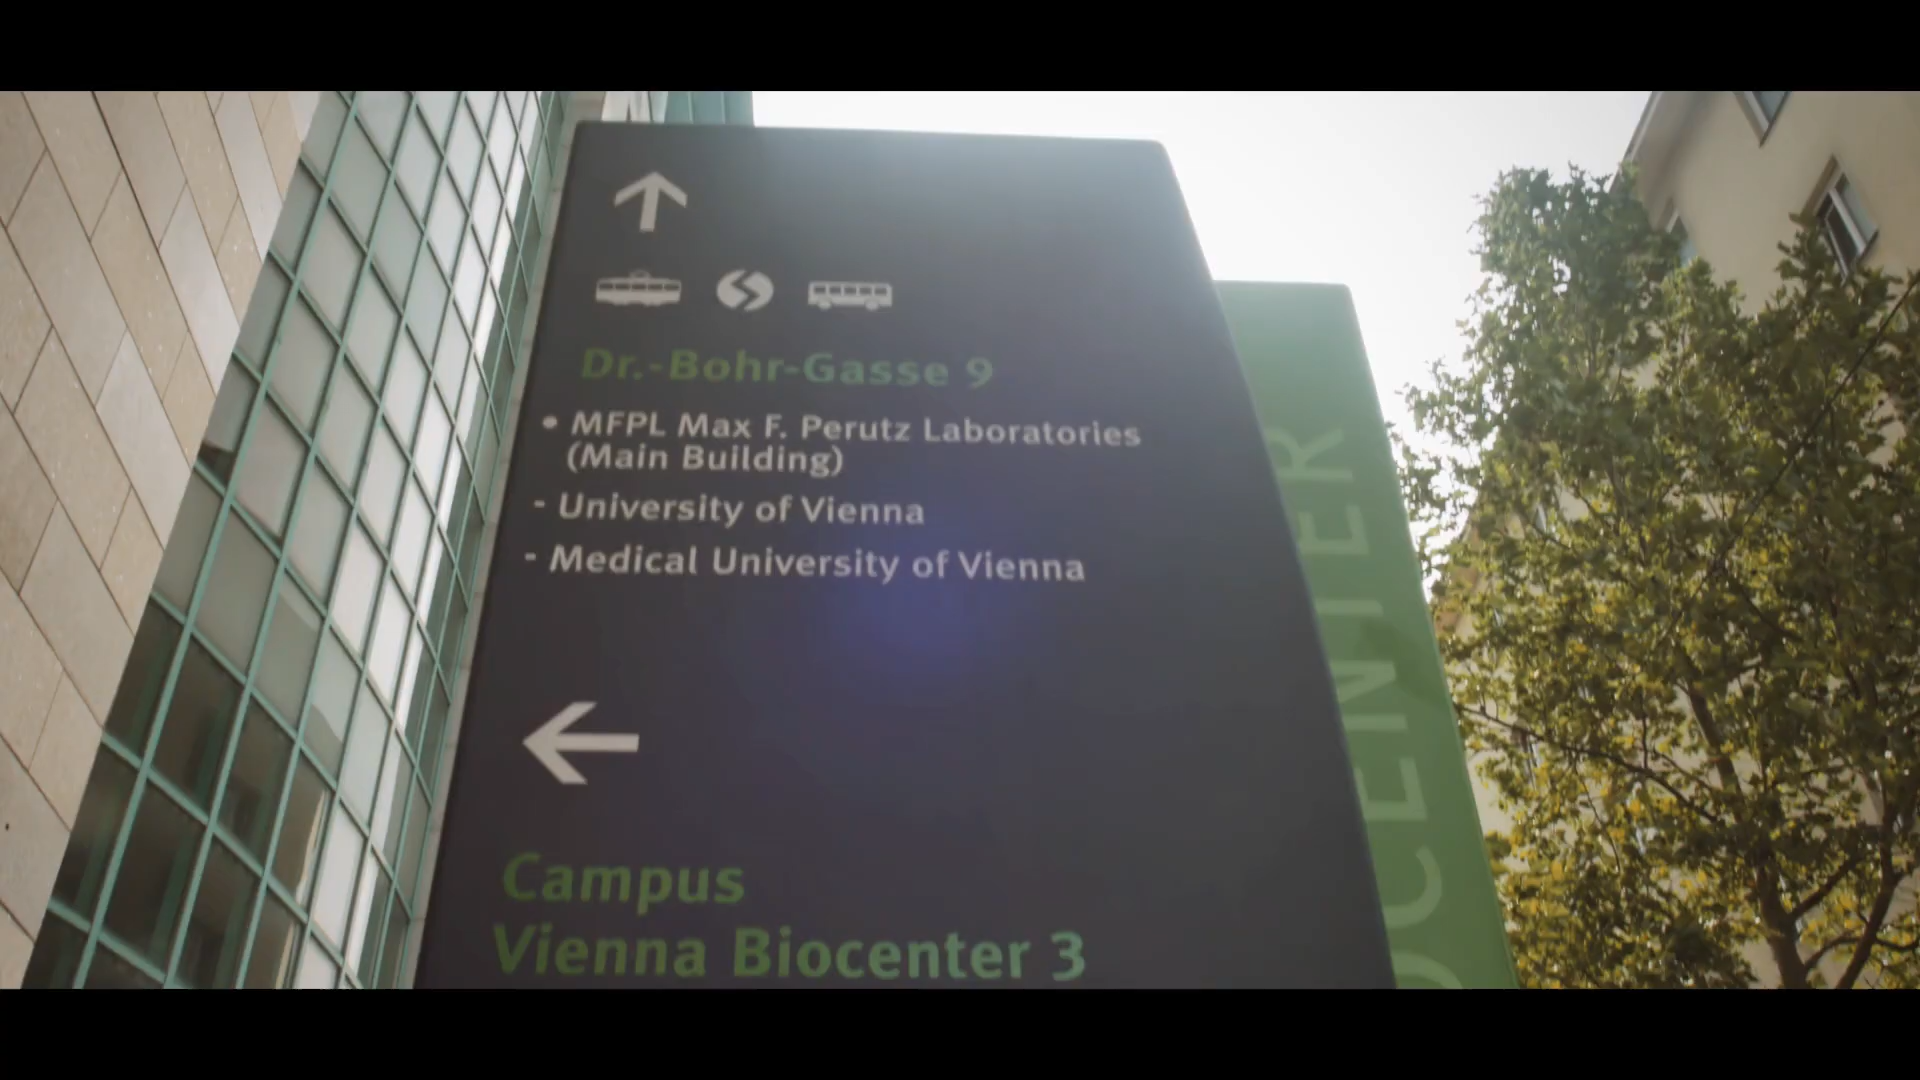 Dr.-Bohr-Gasse 9
• MFPL Max F. Perutz Laboratories
(Main Building)
- University of Vienna
- Medical University of Vienna
Campus
Vienna Biocenter 3
OCENTER